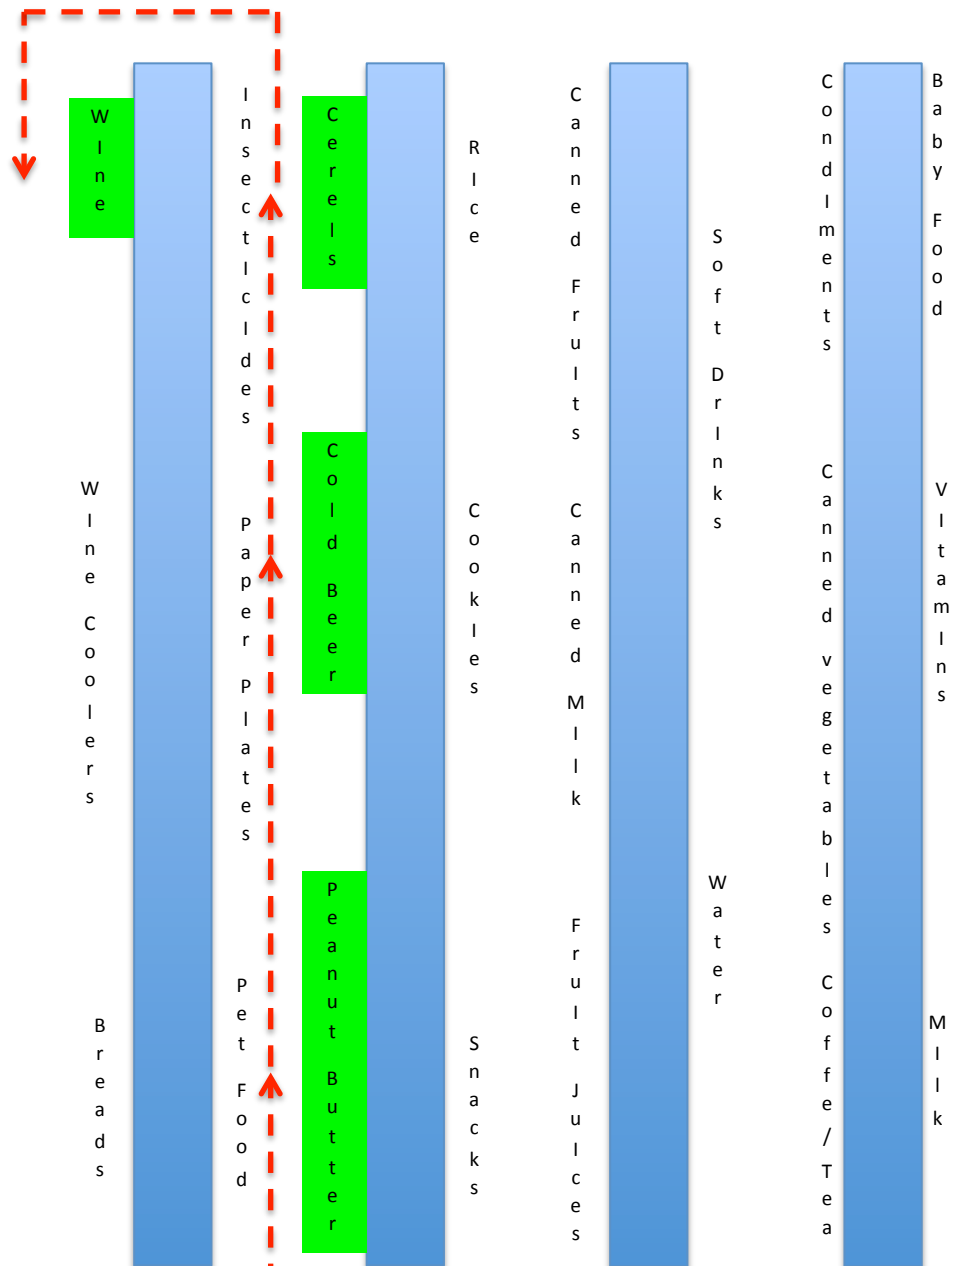 WIne
InsectIcIdes
Cerels
RIce
Canned FruIts
Soft DrInks
CondIments
Baby Food
WIne Coolers
Paper Plates
Cold Beer
CookIes
Canned MIlk
Canned vegetables
VItamIns
Water
Breads
Pet Food
Peanut Butter
Snacks
FruIt JuIces
Coffe/Tea
MIlk